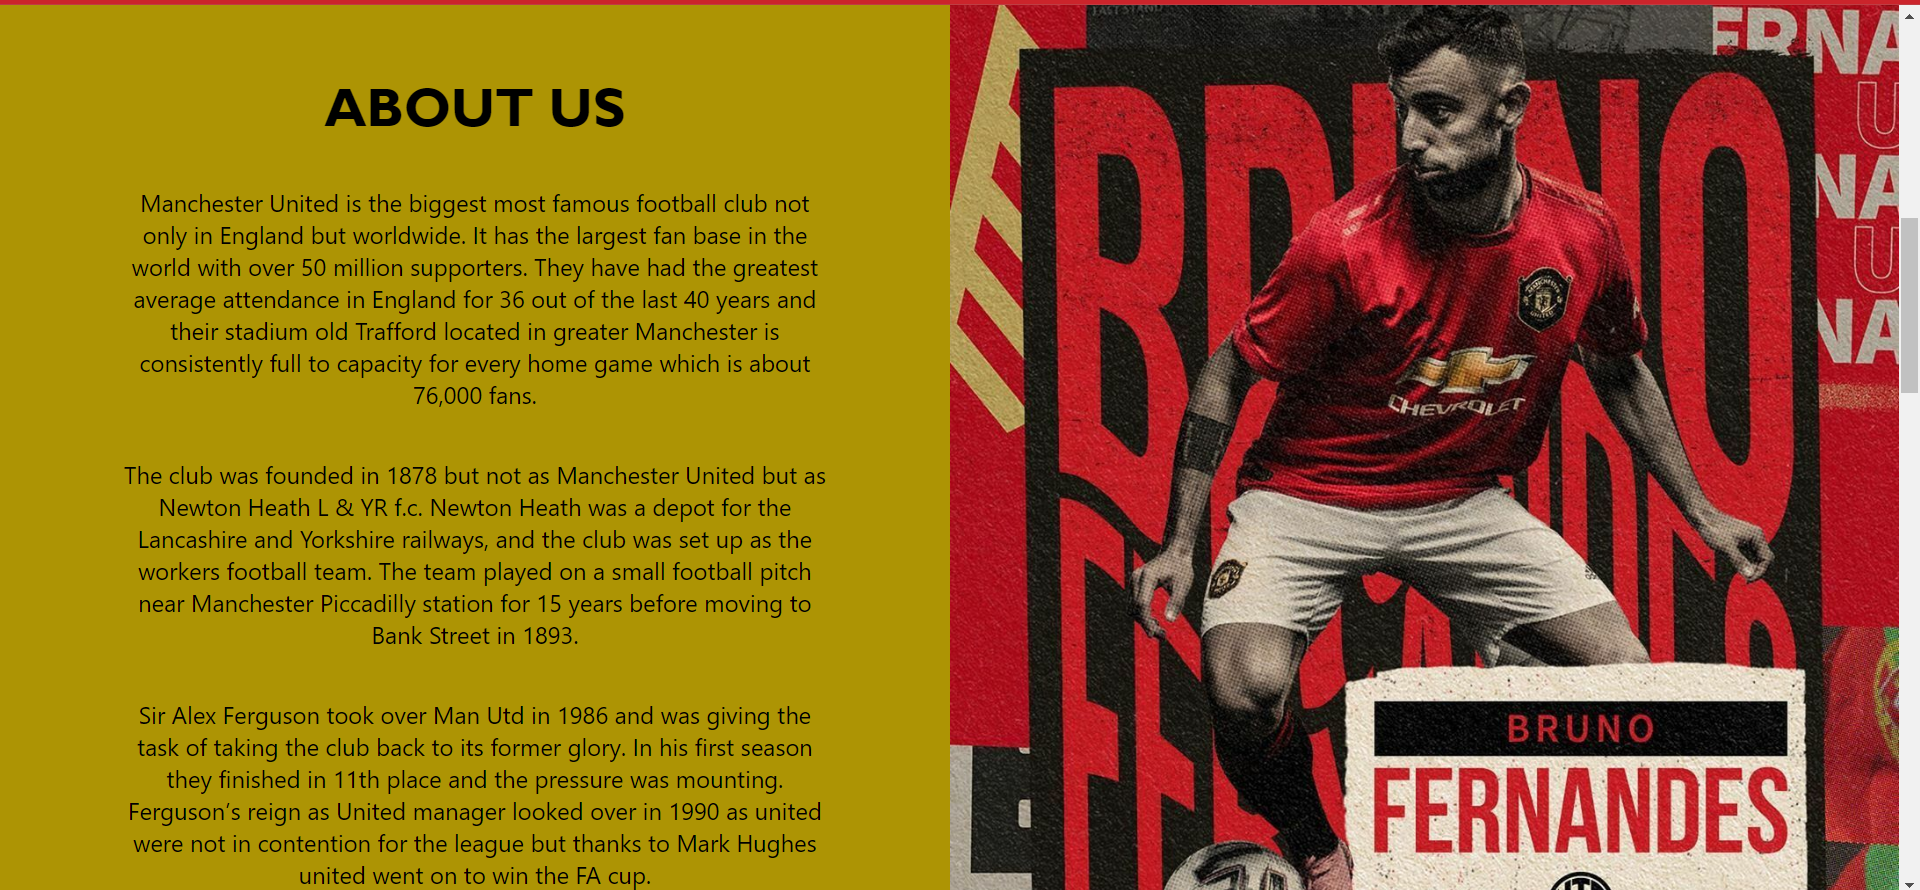 ABOUT US
Manchester United is the biggest most famous football club not
only in England but worldwide. It has the largest fan base in the
world with over 50 million supporters. They have had the greatest
average attendance in England for 36 out of the last 40 years and
their stadium old Trafford located in greater Manchester is
consistently full to capacity for every home game which is about
76,000 fans.
The club was founded in 1878 but not as Manchester United but as
Newton Heath L & YR f.c. Newton Heath was a depot for the
Lancashire and Yorkshire railways, and the club was set up as the
workers football team. The team played on a small football pitch
near Manchester Piccadilly station for 15 years before moving to
Bank Street in 1893.
Sir Alex Ferguson took over Man Utd in 1986 and was giving the
task of taking the club back to its former glory. In his first season
they finished in 11th place and the pressure was mounting.
Ferguson’s reign as United manager looked over in 1990 as united
were not in contention for the league but thanks to Mark Hughes
united went on to win the FA cup.
EAST STAND
ERNA
U
NA
U
NA
BRUNO
MANCHESTER
UNITED
CHEVROLET
BRUNO
FERNANDES